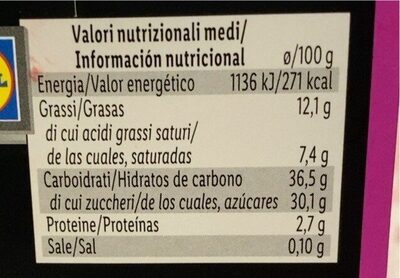 Valori nutrizionali medi/
Información nutricional ø/100 g
Energia/Valor energético 1136 kJ/271 kcal
Grassi/Grasas 12,1 g
di cui acidi grassi saturi/
de las cuales, saturadas 7,4 g
Carboidrati/Hidratos de carbono 36,5 g
di cui zuccheri/de los cuales, azúcares 30,1 g
Proteine/Proteínas 2,7 g
Sale/Sal 0,10 g